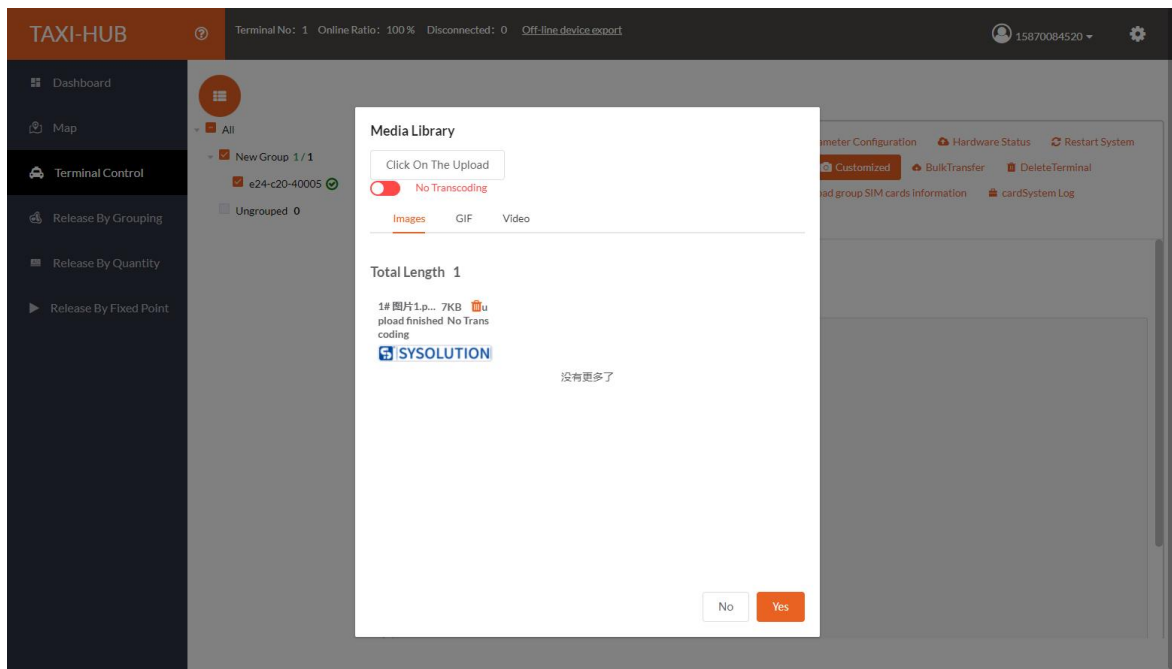 TAXI-HUB
Terminal No: 1 Online Ratio: 100 % Disconnected: 0 Off-line device export
15870084520
Dashboard
Map
Terminal Control
Release By Grouping
Release By Quantity
Release By Fixed Point
All
New Group 1 / 1
e24-c20-40005
Ungrouped 0
Media Library
Click On The Upload
No Transcoding
Images GIF Video
Total Length 1
1# 图片1.p... 7KB u
pload finished No Trans
coding
SYSOLUTION
没有更多了
No Yes
Configuration Hardware Status Restart System
Customized BulkTransfer DeleteTerminal
group SIM cards information cardSystem Log